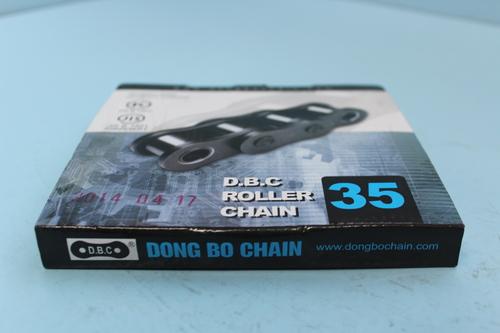 2014 04 17
D.B.C
ROLLER
CHAIN
35
D.B.C ®
DONG BO CHAIN
www.dongbochain.com